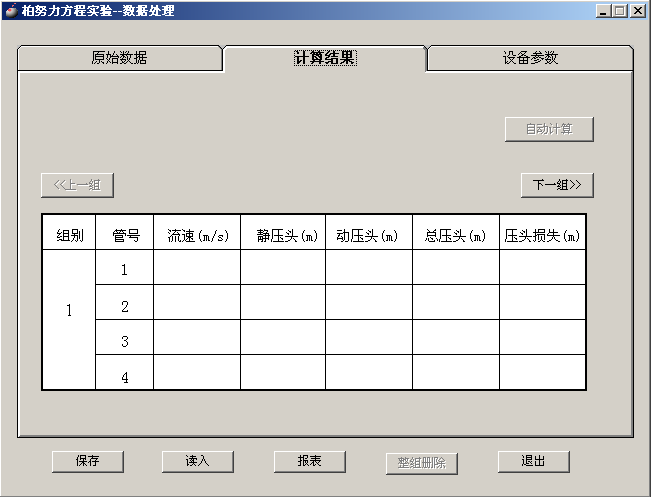 柏努力方程实验--数据处理
原始数据 计算结果 设备参数
自动计算
<<上一组 下一组>>
组别 管号 流速(m/s) 静压头(m) 动压头(m) 总压头(m) 压头损失(m)
1
1 2
3
4
保存 读入 报表 整组删除 退出